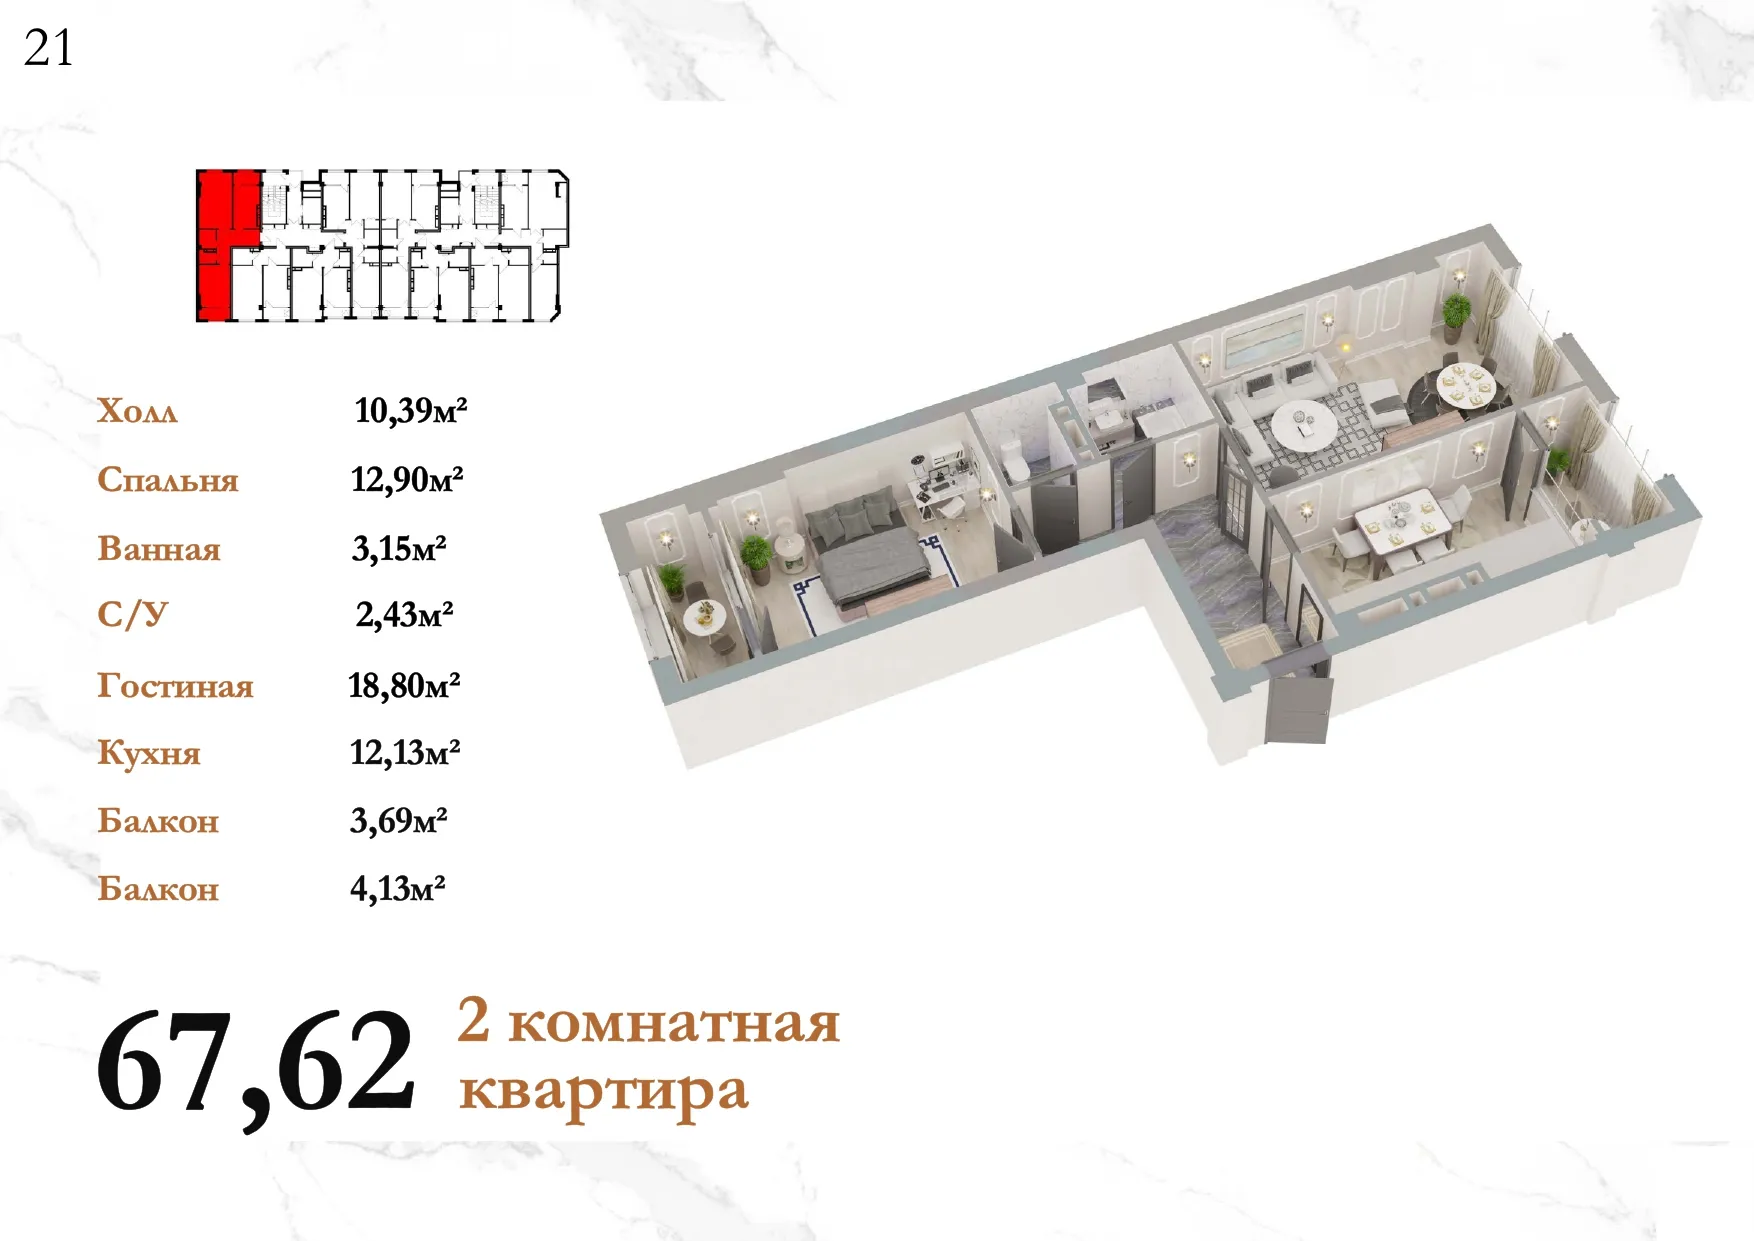 21
Холл 10,39м²
Спальня 12,90м²
Ванная 3,15м²
С/У 2,43м²
Гостиная 18,80м²
Кухня 12,13м²
Балкон 3,69м²
Балкон 4,13м²
67,62 2 комнатная
квартира